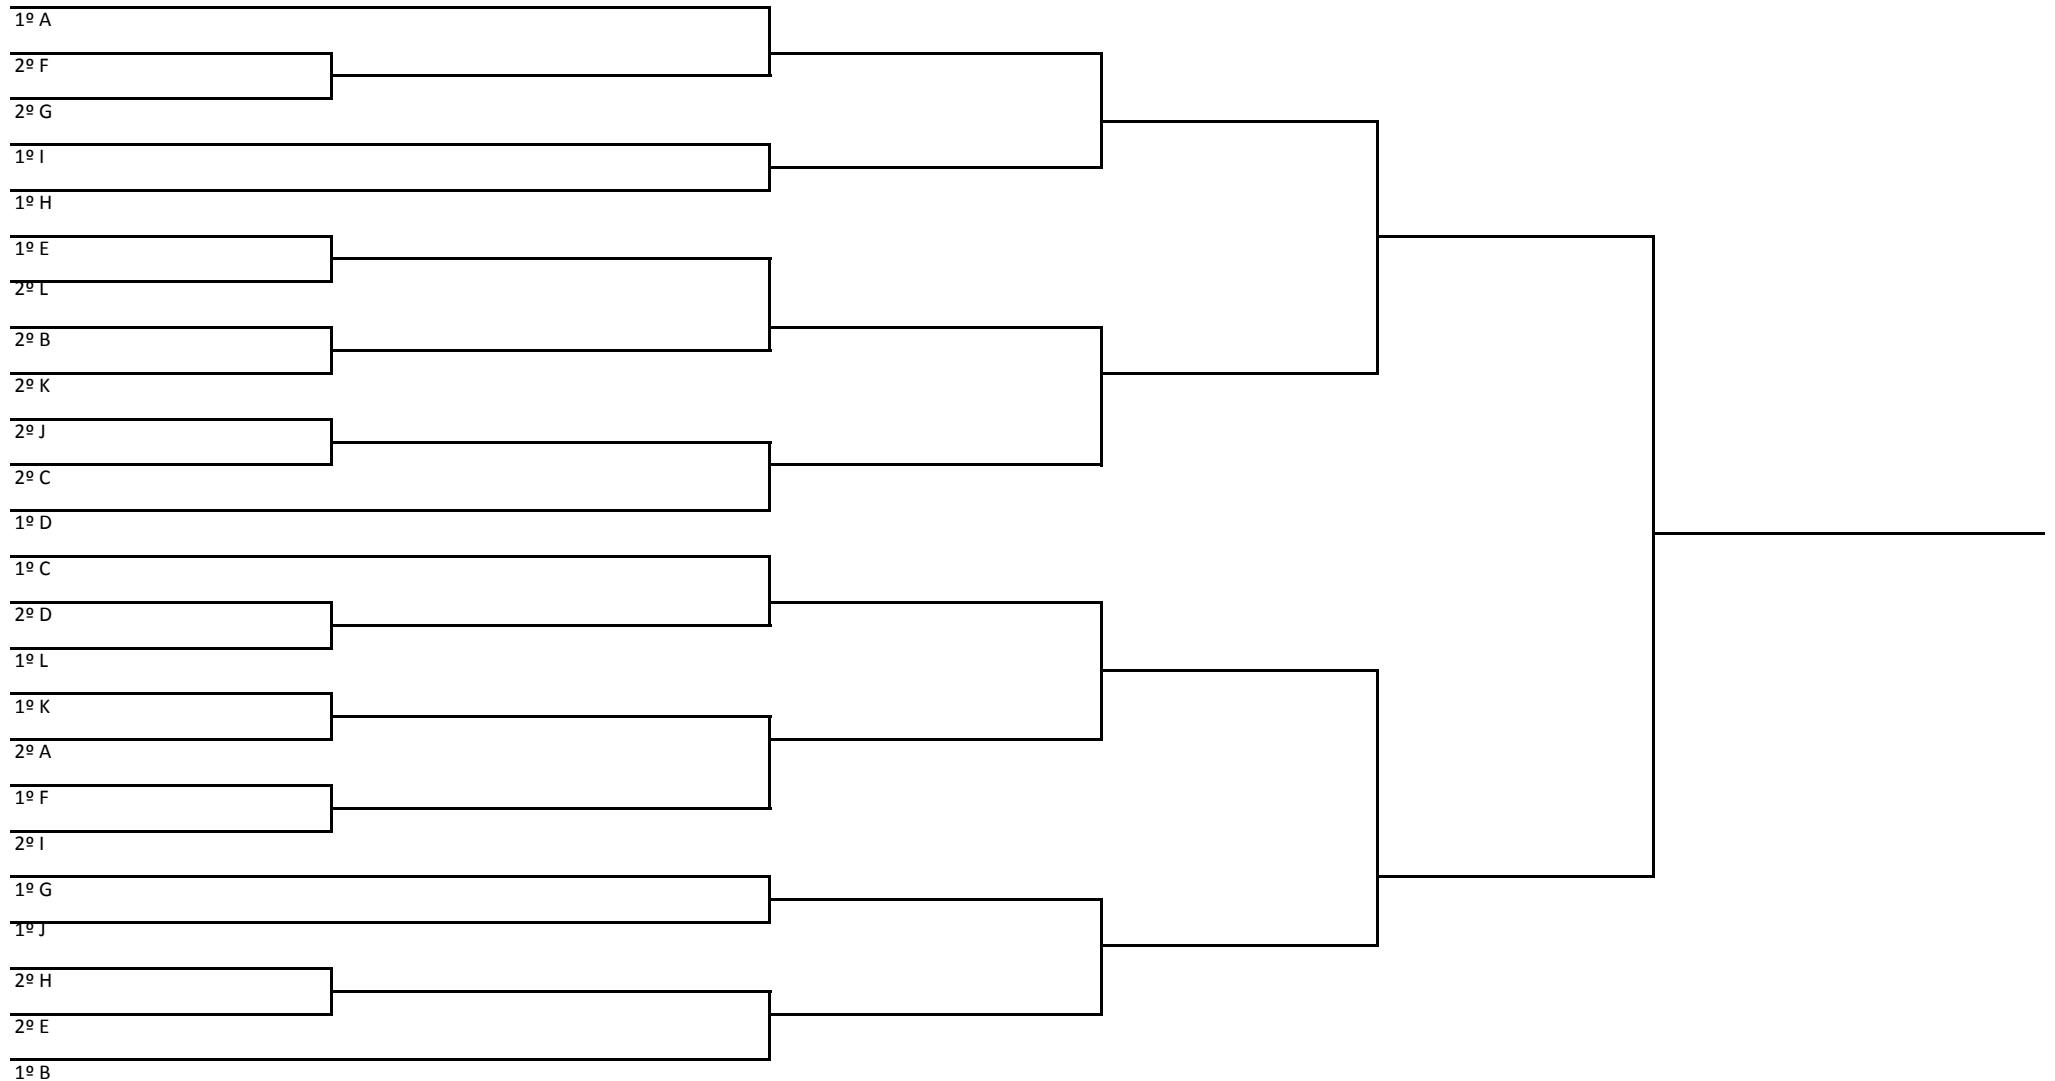 1º A
2º F
2º G
1º I
1º H
1º E
2º L
2º B
2º K
2º J
2º C
1º D
1º C
2º D
1º L
1º K
2º A
1º F
2º I
1º G
1º J
2º H
2º E
1º B